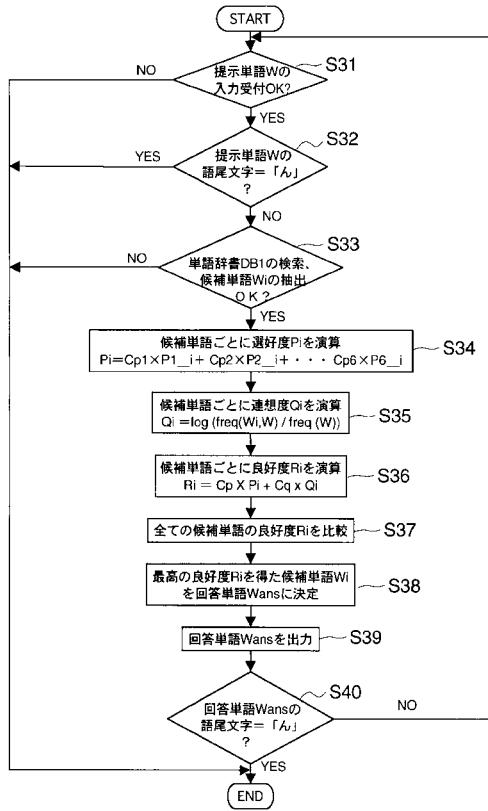 START
S31
NO
提示単語Wの
入力受付OK?
YES
S32
YES
提示単語Wの
語尾文字=「ん」
?
NO
S33
NO
単語辞書DB1の検索、
候補単語Wiの抽出
OK?
YES
候補単語ごとに選好度Piを演算
Pi=Cp1×P1__i+ Cp2×P2__i+・・・ Cp6×P6__i
S34
候補単語ごとに連想度Qiを演算
Qi =log (freq(Wi,W) / freq (W))
S35
候補単語ごとに良好度Riを演算
Ri = Cp X Pi + Cq x Qi
S36
全ての候補単語の良好度Riを比較
S37
最高の良好度Riを得た候補単語Wi
を回答単語Wansに決定
S38
回答単語Wansを出力
S39
S40
回答単語Wansの
語尾文字=「ん」
?
NO
YES
END